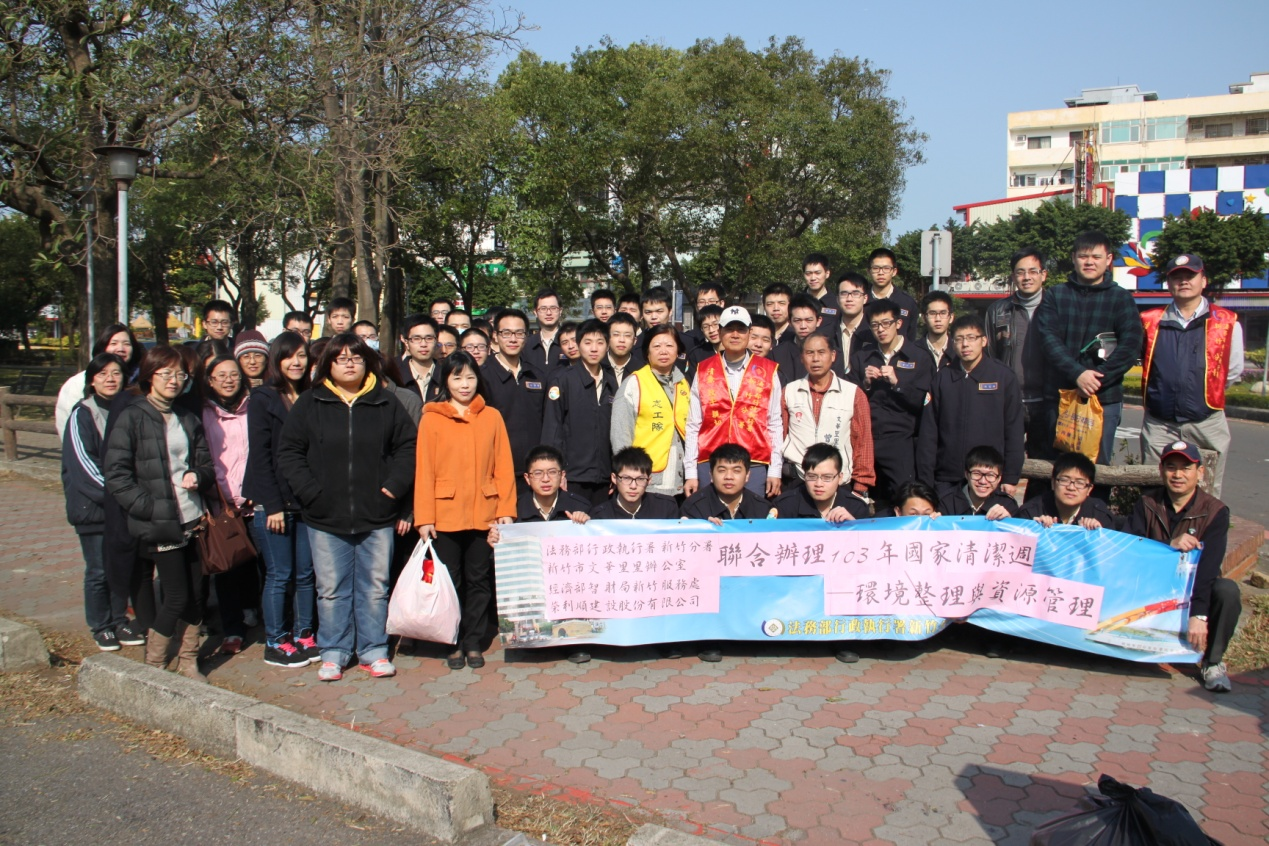 法務部行政執行署新竹分署
新竹市文華里里辦公室
經濟部智財局新竹服務處
榮利順建設股份有限公司
聯合辦理103年國家清潔週
—環境整理與資源管理
法務部行政執行署新竹
志工隊